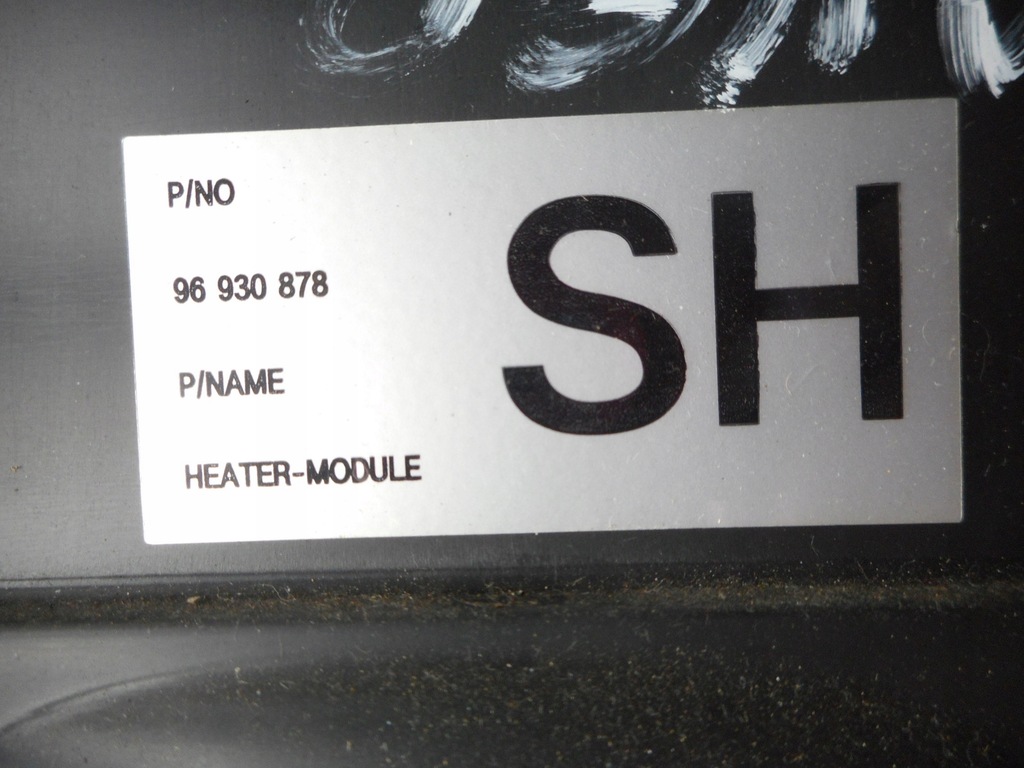 P/NO
96 930 878
P/NAME
HEATER-MODULE
SH